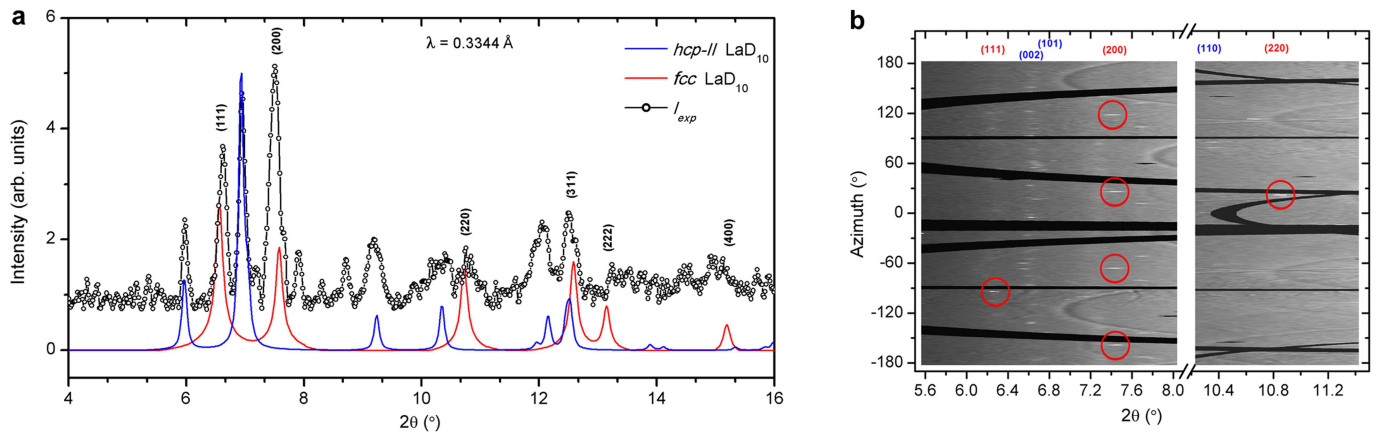 a
λ = 0.3344 Å
hcp-II LaD10
fcc LaD10
Iexp
(111)
(200)
(220)
(311)
(222)
(400)
Intensity (arb. units)
6
4
2
0
4 6 8 10 12 14 16
2θ (°)
b
(111) (002) (101) (200) (110) (220)
Azimuth (°)
180
120
60
0
-60
-120
-180
5.6 6.0 6.4 6.8 7.2 7.6 8.0 10.4 10.8 11.2
2θ (°)